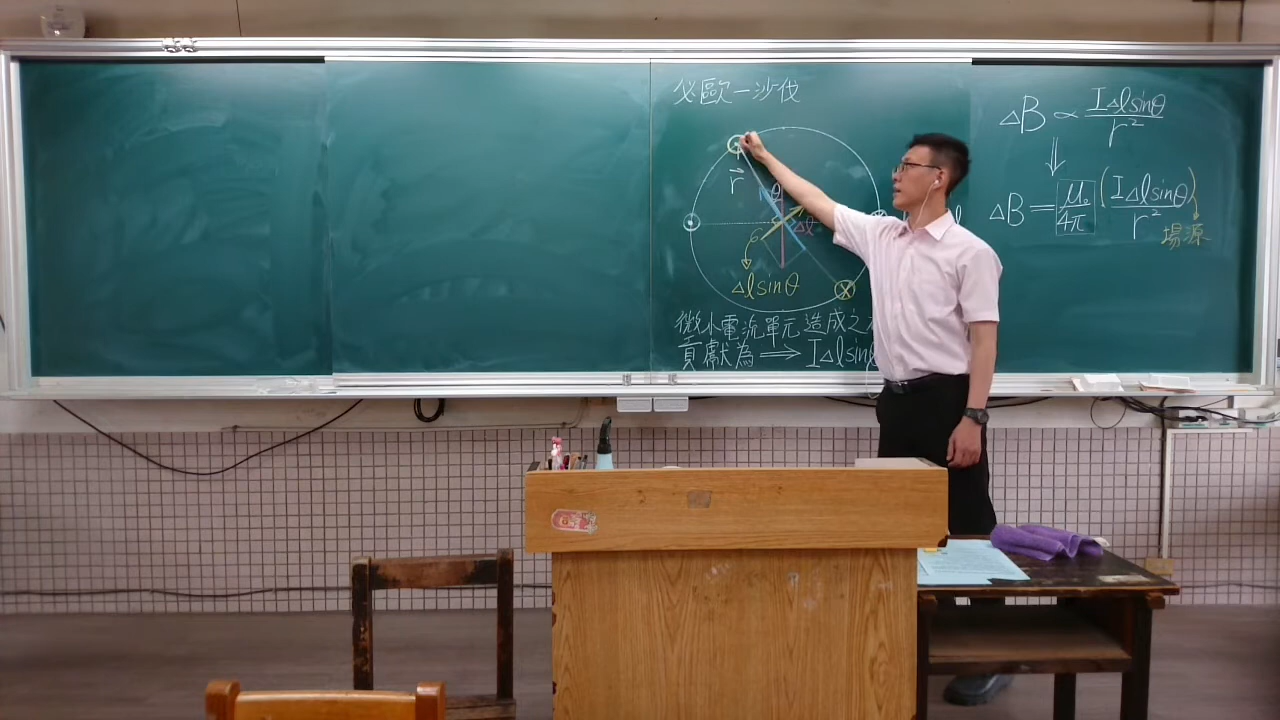 必歐一沙伐
r
θ
Δl
Δlsinθ
微小電流單元造成之
貢獻為⟹IΔlsin
l
ΔB ∝ IΔlsinθ/r²
⇓
ΔB = μ₀/4π (IΔlsinθ/r²)
場源